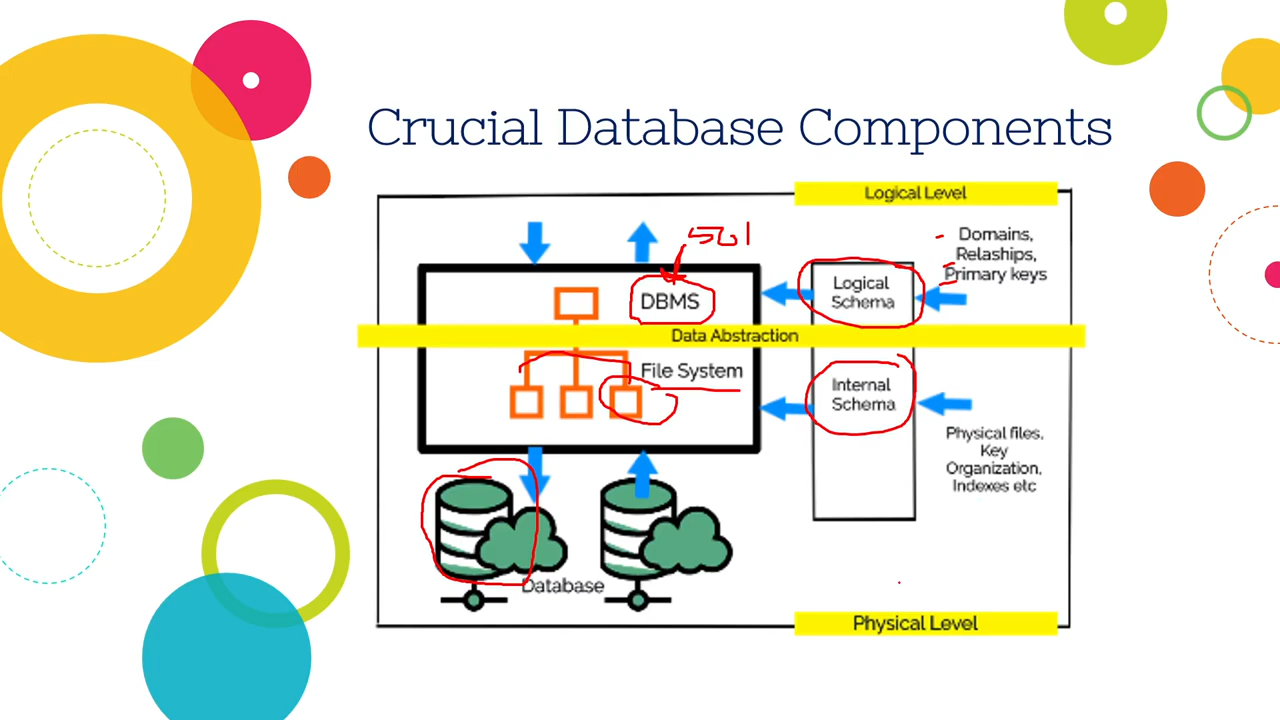 Crucial Database Components
Logical Level
Domains,
Relaships,
Primary keys
Logical
Schema
DBMS
Data Abstraction
File System
Internal
Schema
Physical files,
Key
Organization,
Indexes etc
Database
Physical Level